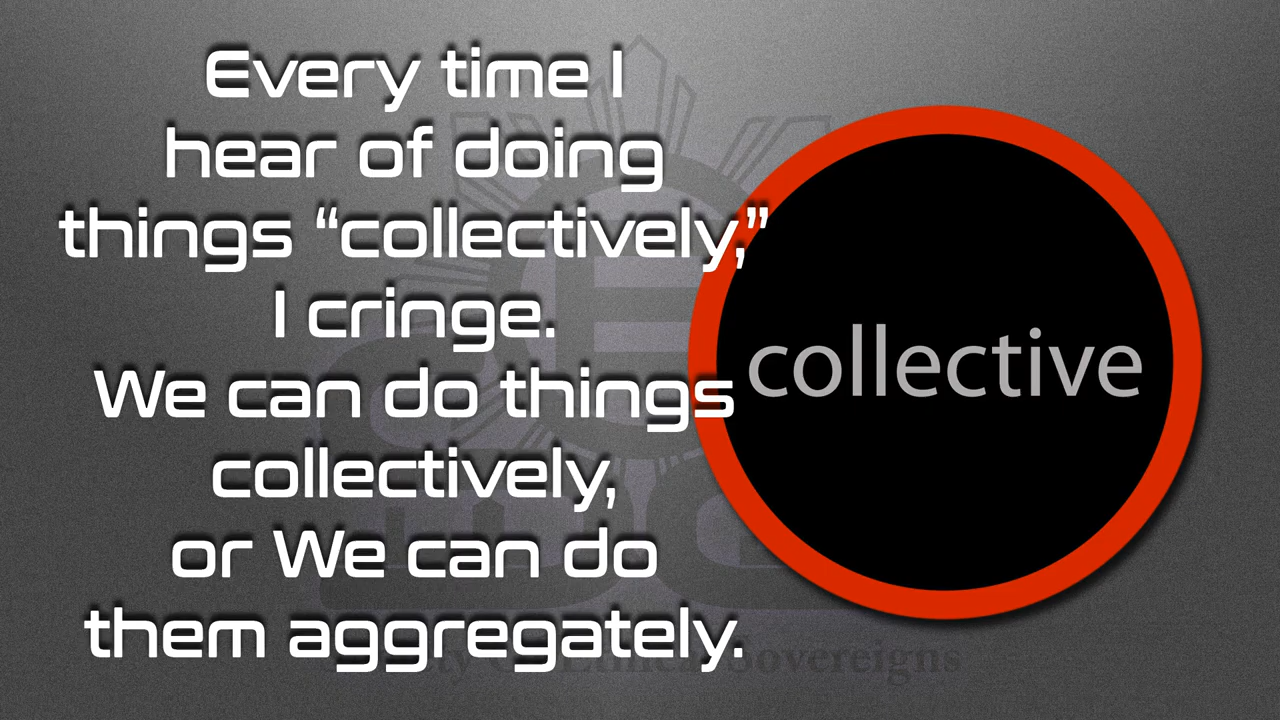 Every time I
hear of doing
things “collectively,”
I cringe.
We can do things
collectively,
or We can do
them aggregately.
collective
Sovereigns